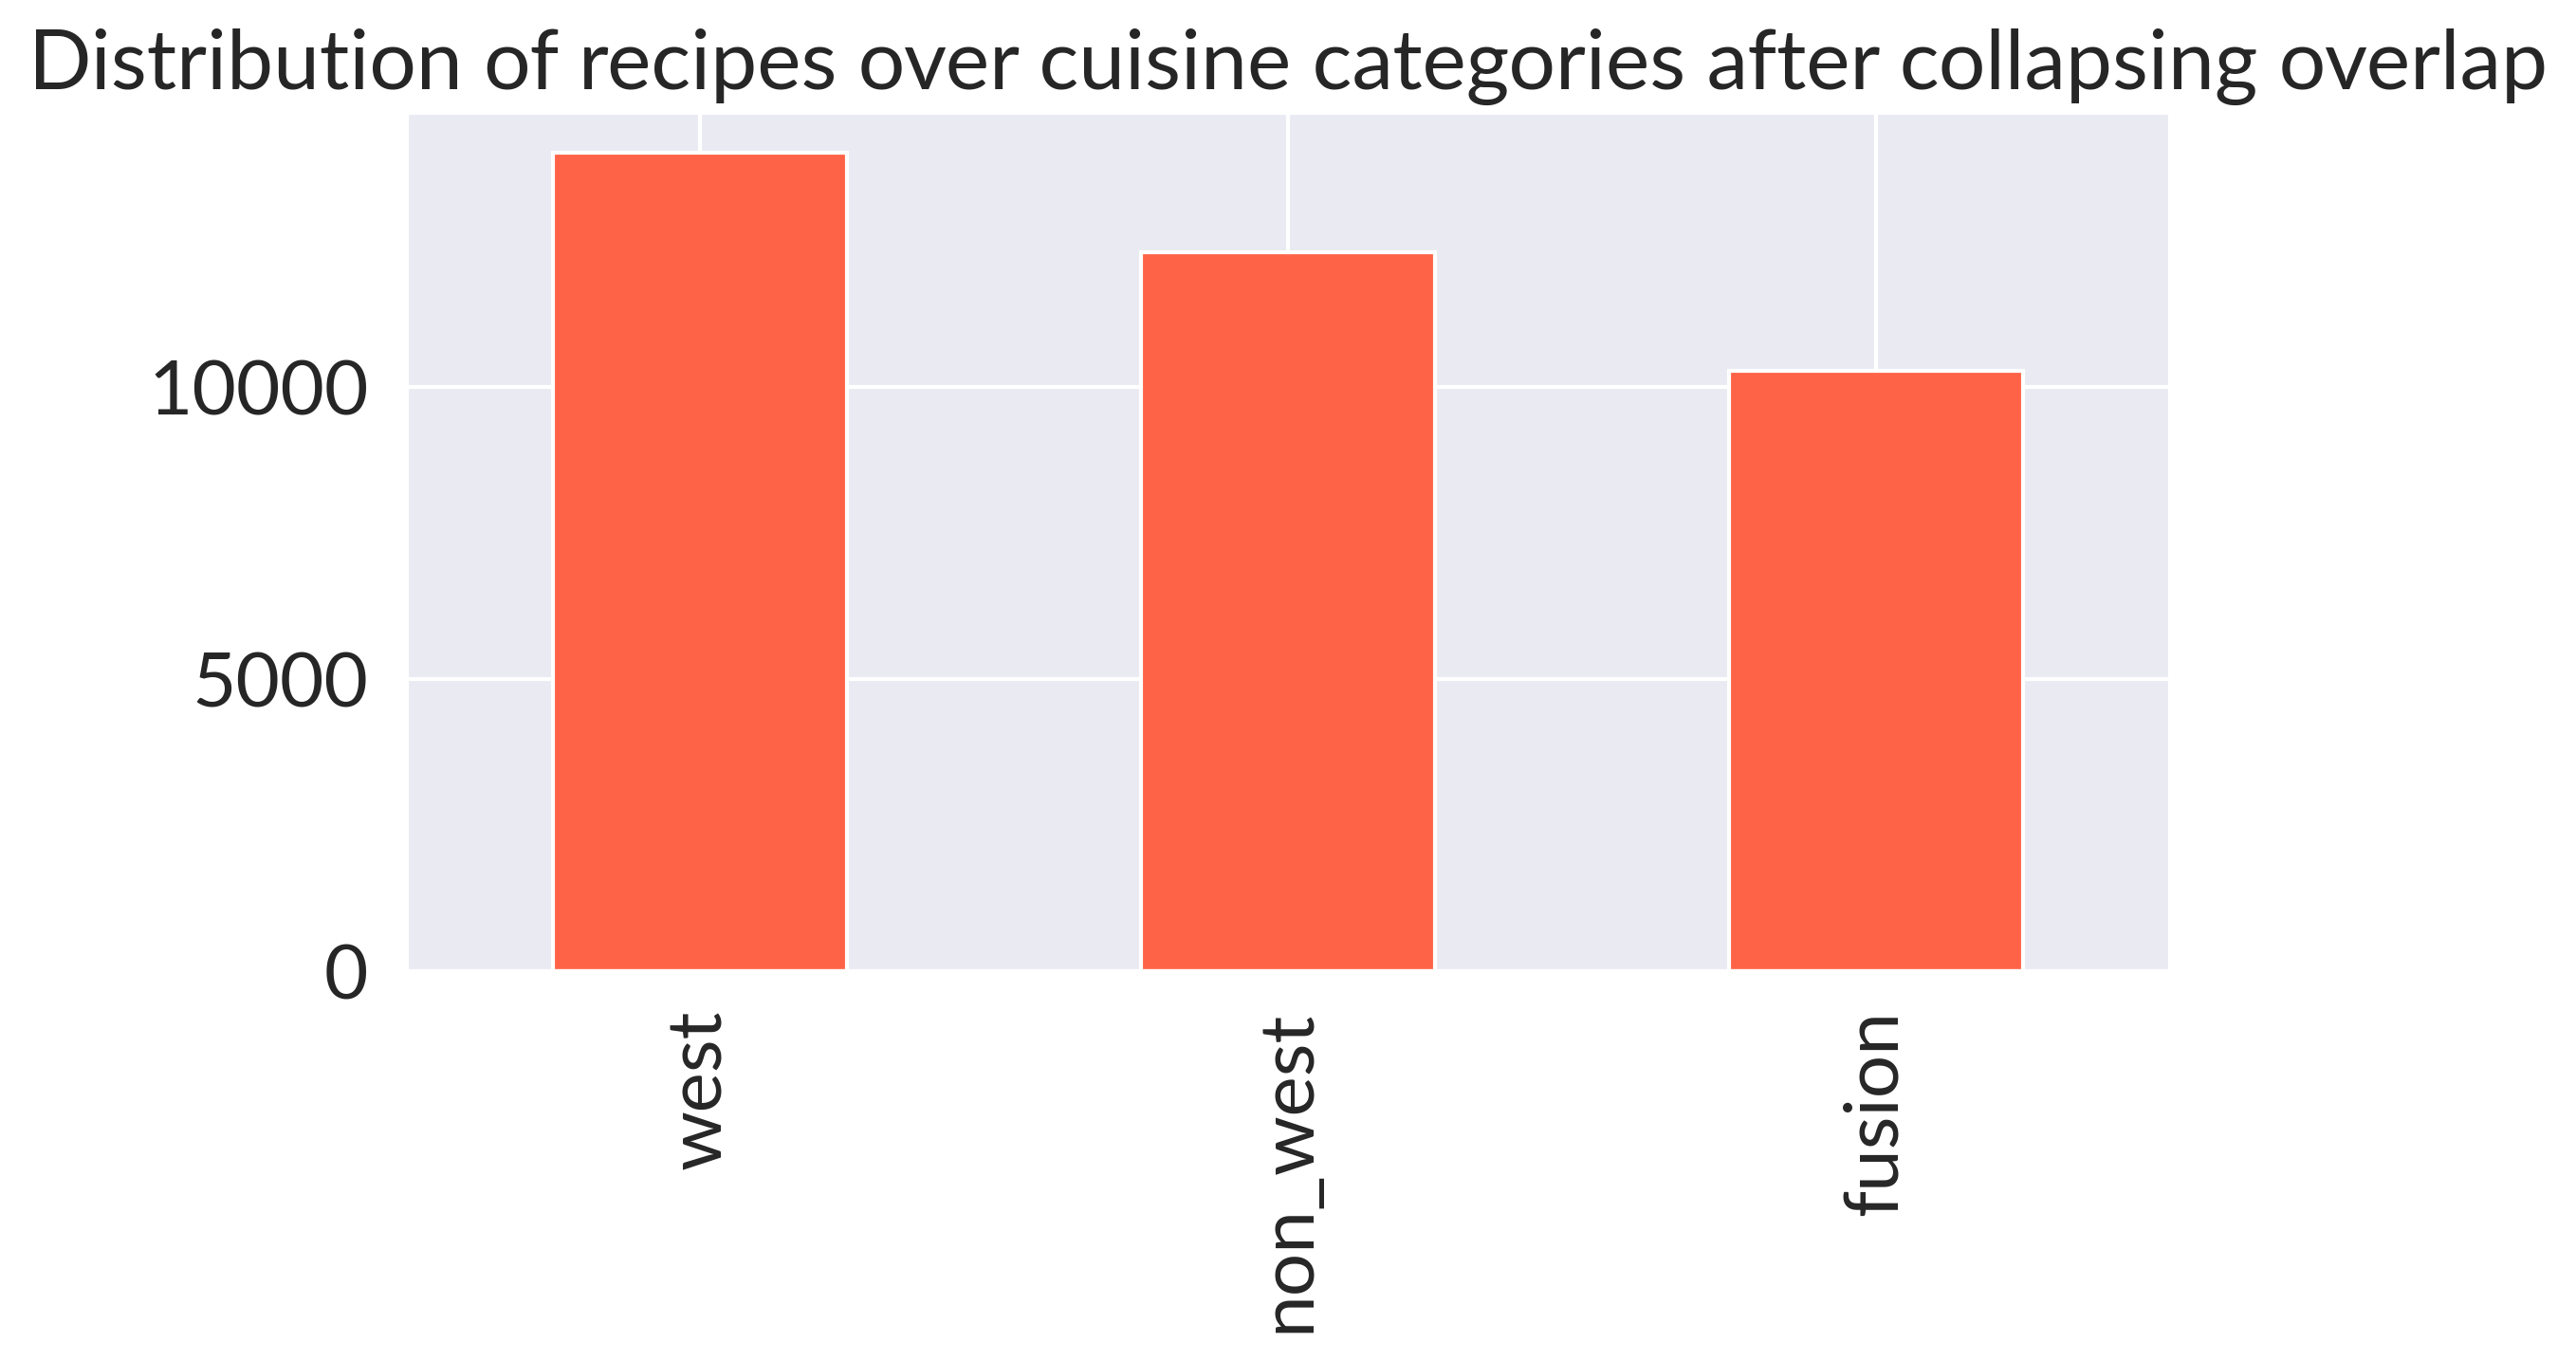 Distribution of recipes over cuisine categories after collapsing overlap
10000
5000
0
west
non_west
fusion